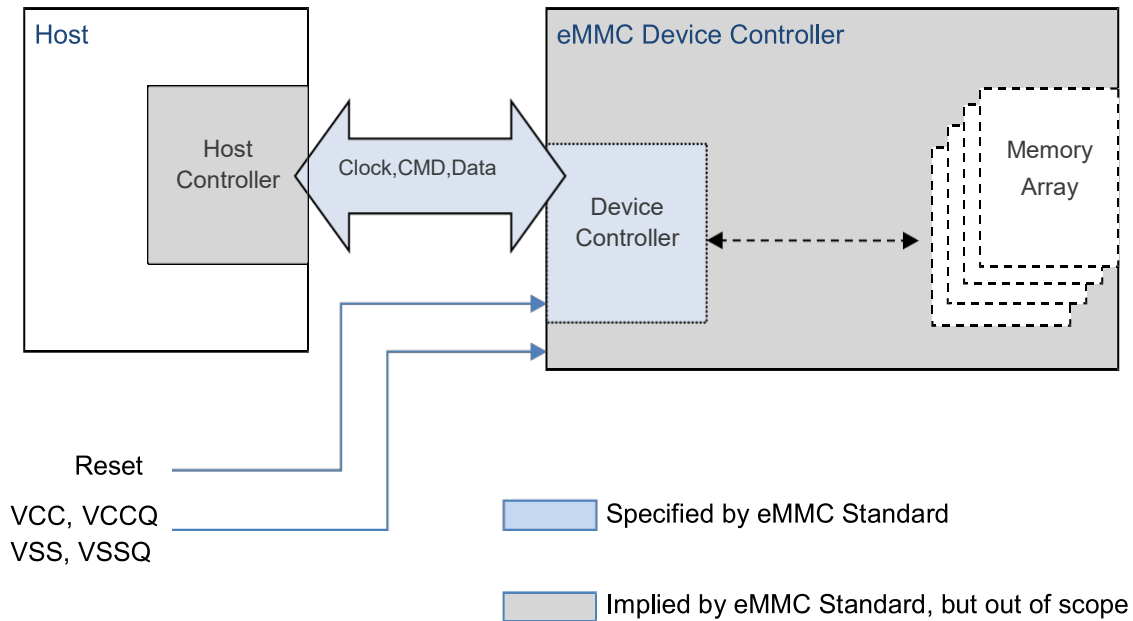 Host
eMMC Device Controller
Host
Controller
Clock,CMD,Data
Device
Controller
Memory
Array
Reset
VCC, VCCQ
VSS, VSSQ
Specified by eMMC Standard
Implied by eMMC Standard, but out of scope